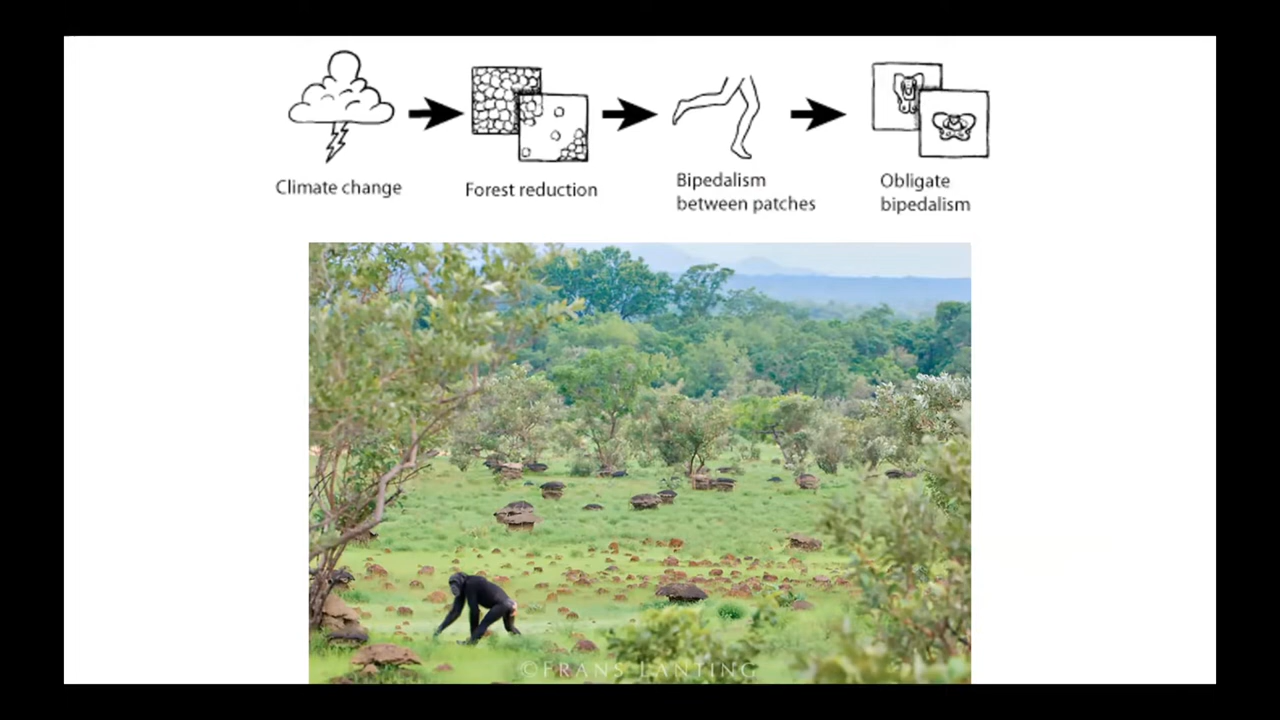 Climate change
Forest reduction
Bipedalism
between patches
Obligate
bipedalism
©FRANS LANTING